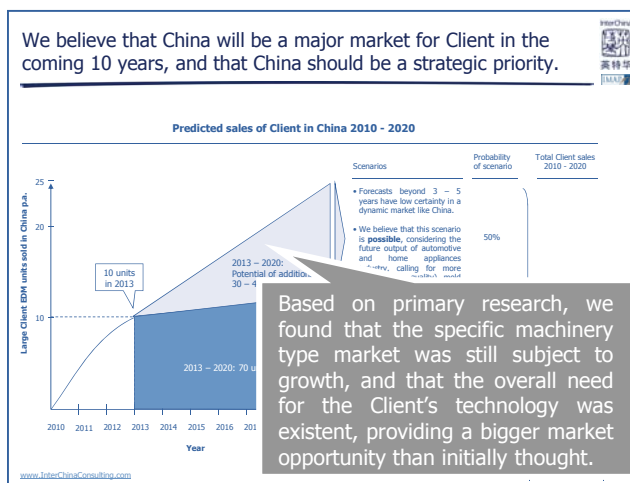 We believe that China will be a major market for Client in the
coming 10 years, and that China should be a strategic priority.
InterChina
英特华
IMAP
Predicted sales of Client in China 2010 - 2020
Scenarios
Probability
of scenario
Total Client sales
2010 - 2020
Large Client EDM units sold in China p.a.
25
20
10
10 units
in 2013
2013 – 2020:
Potential of
30 – 4
2013 – 2020: 70
2010 2011 2012 2013 2014 2015 2016
Year
• Forecasts beyond 3 – 5
years have low certainty in a
dynamic market like China.
• We believe that this scenario
is possible, considering the
future output of automotive
and home appliances
calling for more
50%
Based on primary research, we
found that the specific machinery
type market was still subject to
growth, and that the overall need
for the Client's technology was
existent, providing a bigger market
opportunity than initially thought.
www.InterChinaConsulting.com